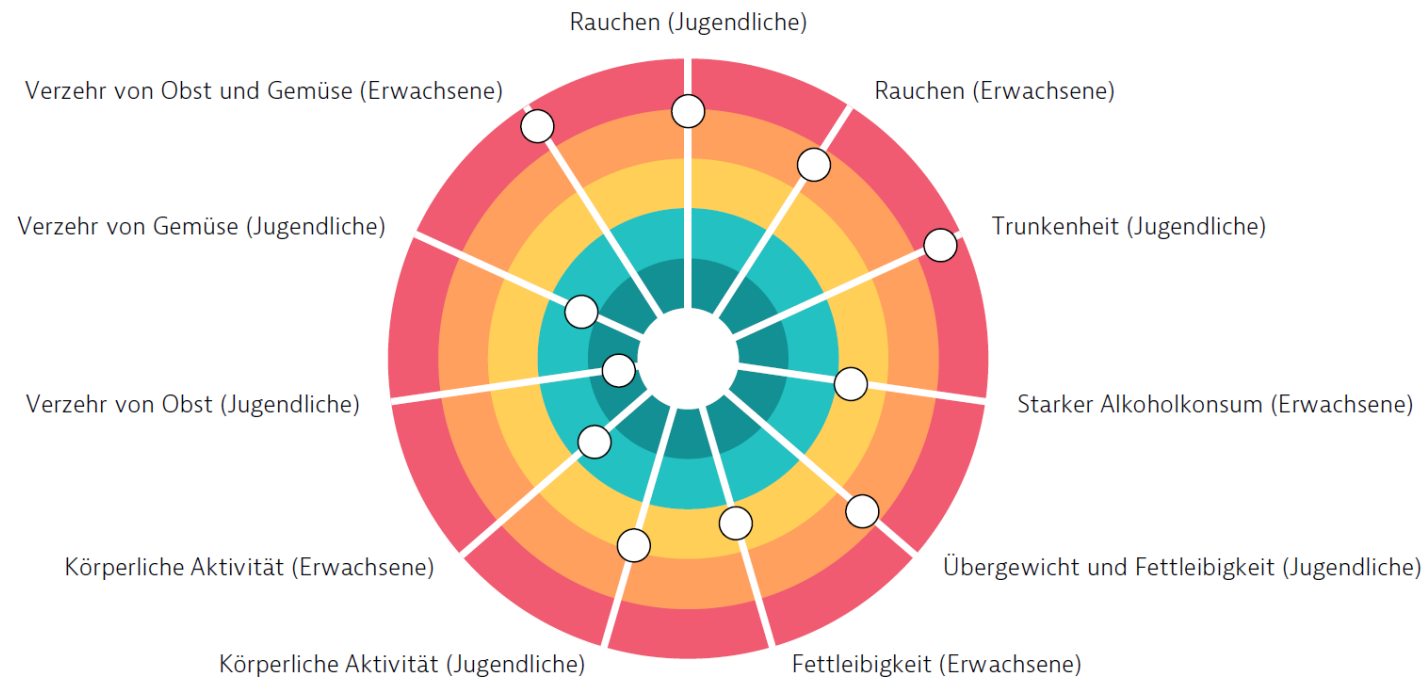 Rauchen (Jugendliche)
Verzehr von Obst und Gemüse (Erwachsene)
Rauchen (Erwachsene)
Verzehr von Gemüse (Jugendliche)
Trunkenheit (Jugendliche)
Verzehr von Obst (Jugendliche)
Starker Alkoholkonsum (Erwachsene)
Körperliche Aktivität (Erwachsene)
Übergewicht und Fettleibigkeit (Jugendliche)
Körperliche Aktivität (Jugendliche)
Fettleibigkeit (Erwachsene)